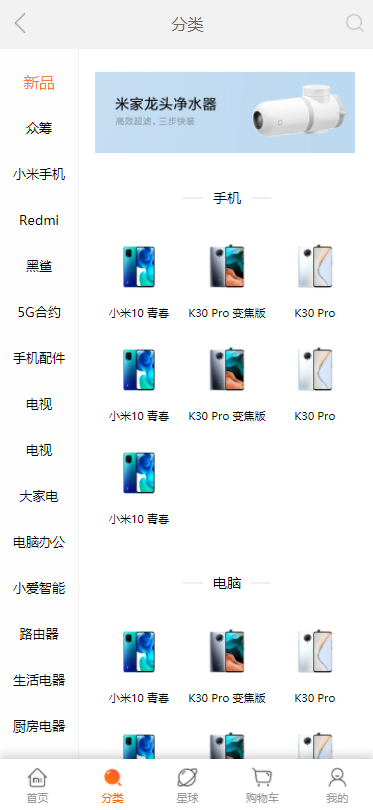 分类
新品
众筹
小米手机
Redmi
黑鲨
5G合约
手机配件
电视
电视
大家电
电脑办公
小爱智能
路由器
生活电器
厨房电器
米家龙头净水器
高效超滤，三步快装
手机
小米10 青春
K30 Pro 变焦版
K30 Pro
小米10 青春
K30 Pro 变焦版
K30 Pro
小米10 青春
电脑
小米10 青春
K30 Pro 变焦版
K30 Pro
首页
分类
星球
购物车
我的